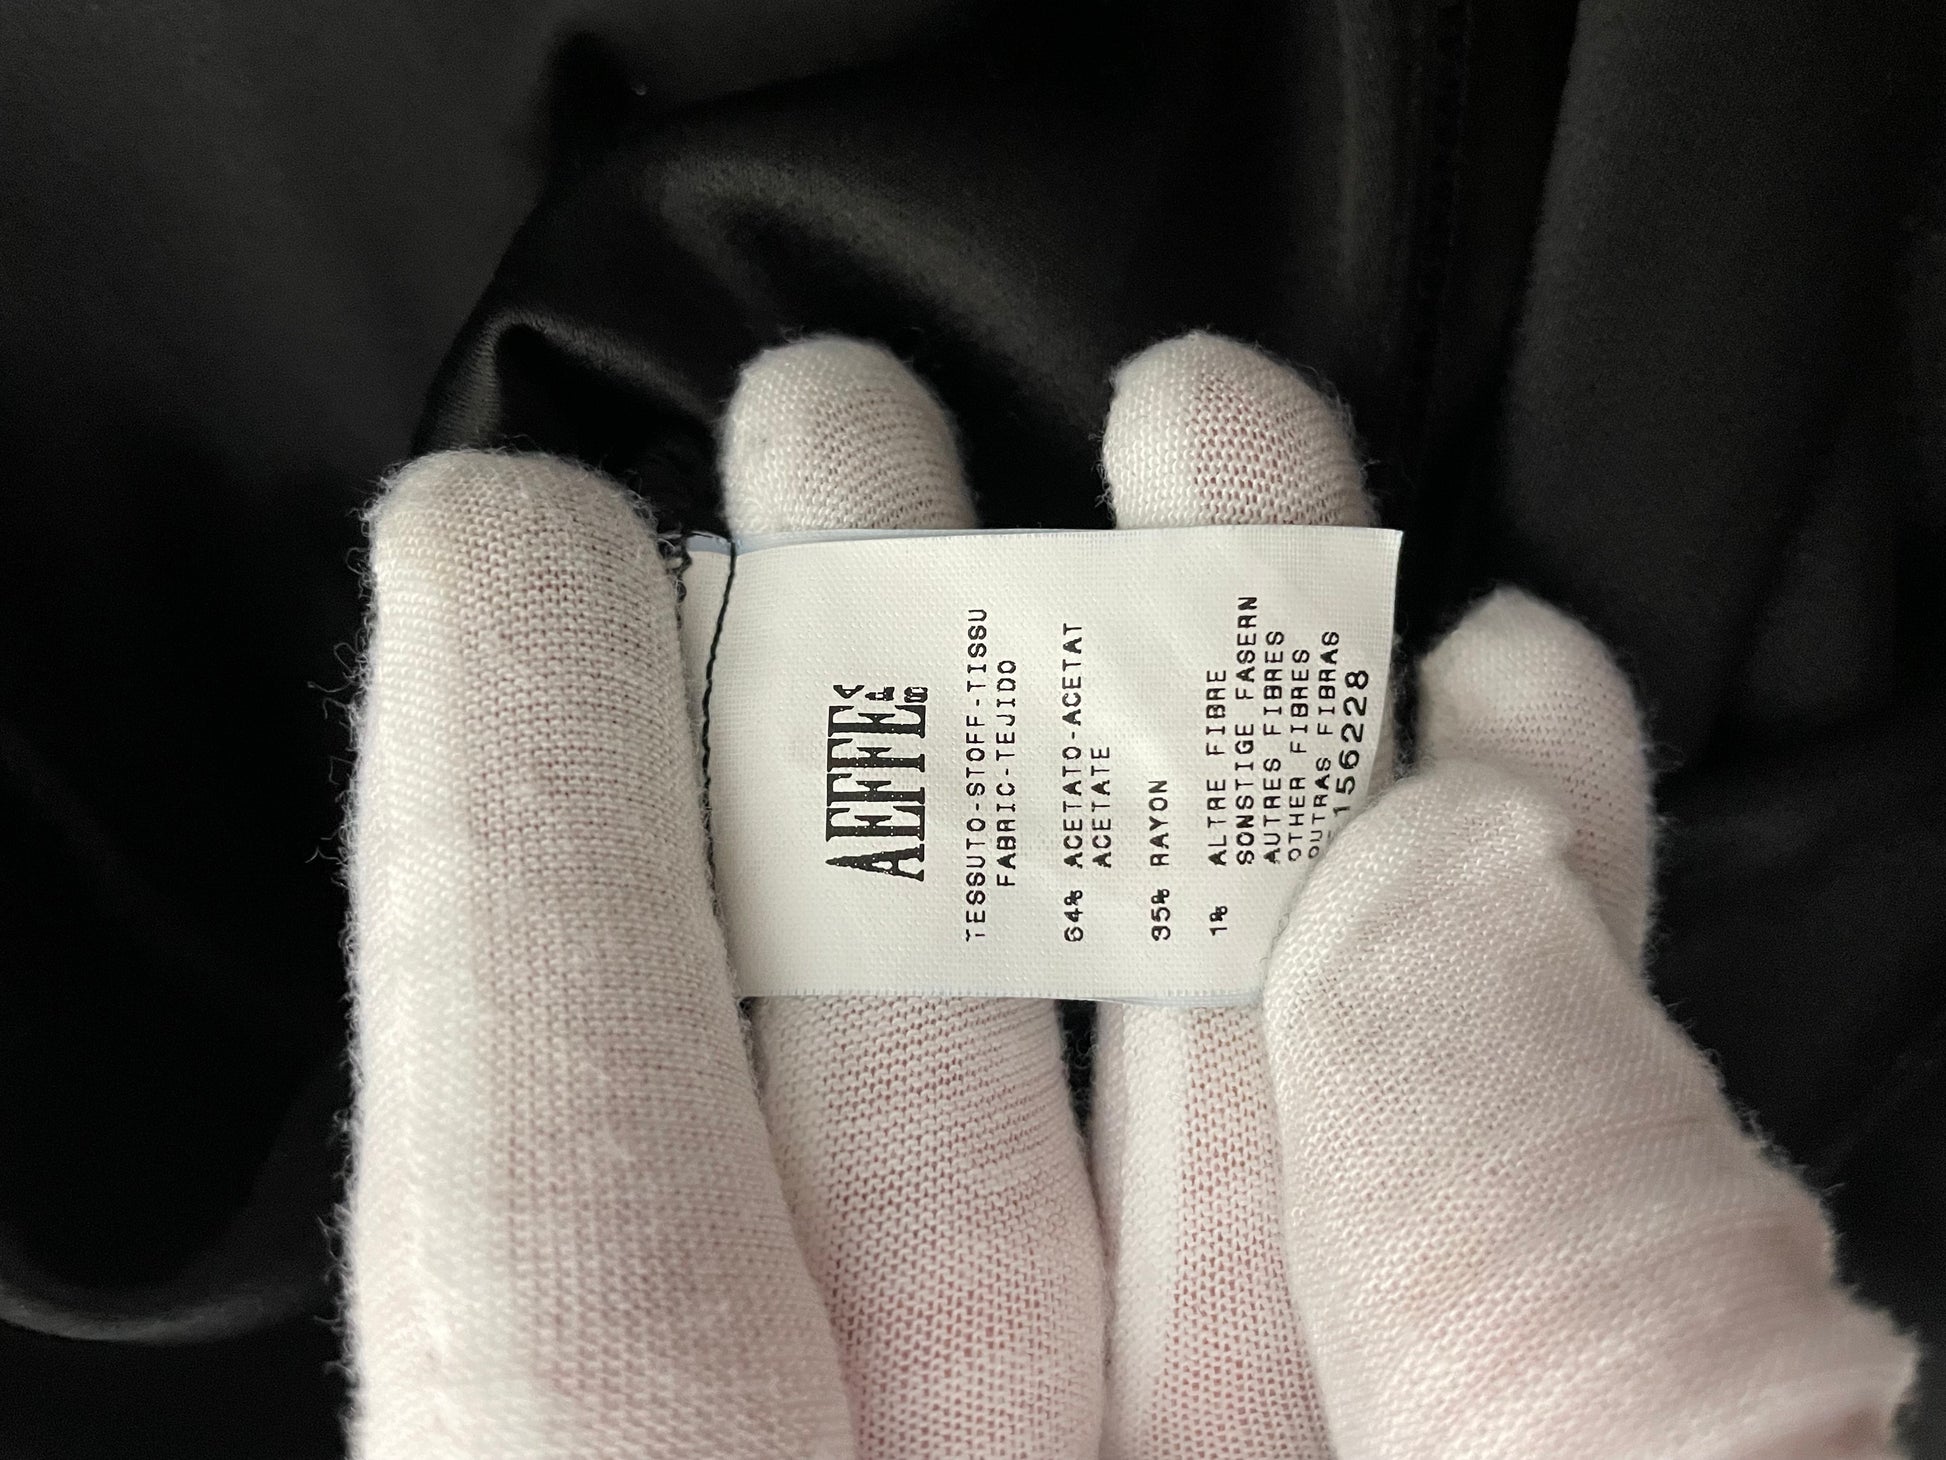 AEFFE SPA
TESSUTO-STOFF-TISSU
FABRIC-TEJIDO
64% ACETATO-ACETAT
ACETATE
35% RAYON
1% ALTRE FIBRE
SONSTIGE FASERN
AUTRES FIBRES
OTHER FIBRES
OUTRAS FIBRAS
156228